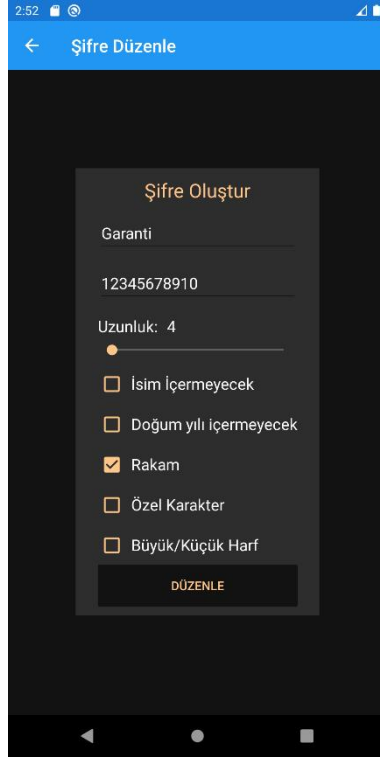 2:52
Şifre Düzenle
Şifre Oluştur
Garanti
12345678910
Uzunluk: 4
İsim İçermeyecek
Doğum yılı içermeyecek
Rakam
Özel Karakter
Büyük/Küçük Harf
DÜZENLE